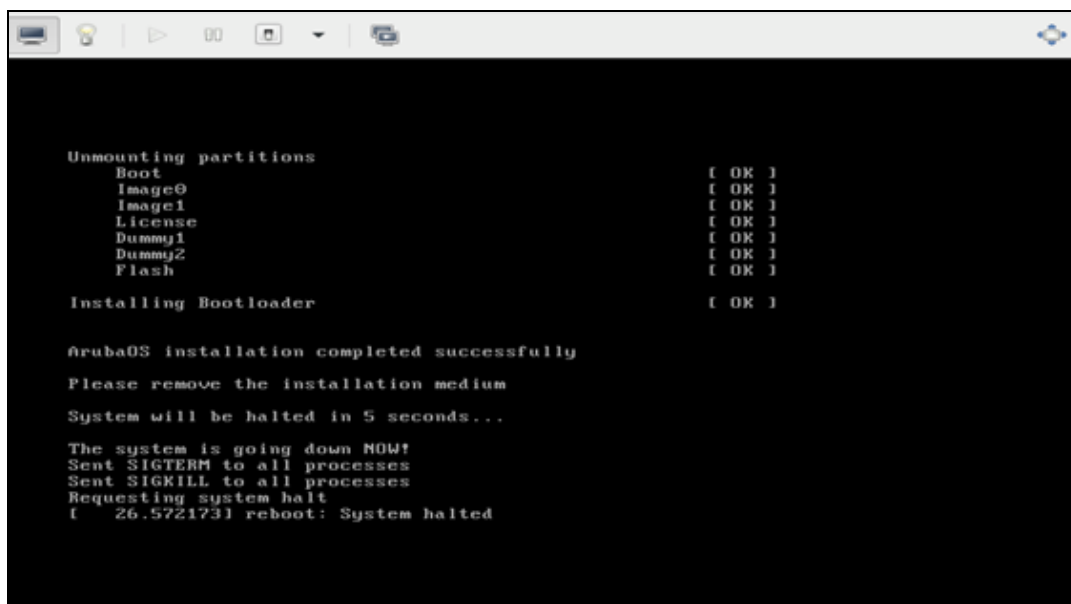 Unmounting partitions
Boot [ OK ]
Image0 [ OK ]
Image1 [ OK ]
License [ OK ]
Dummy1 [ OK ]
Dummy2 [ OK ]
Flash [ OK ]
Installing Bootloader [ OK ]
ArubaOS installation completed successfully
Please remove the installation medium
System will be halted in 5 seconds...
The system is going down NOW!
Sent SIGTERM to all processes
Sent SIGKILL to all processes
Requesting system halt
[ 26.572173] reboot: System halted